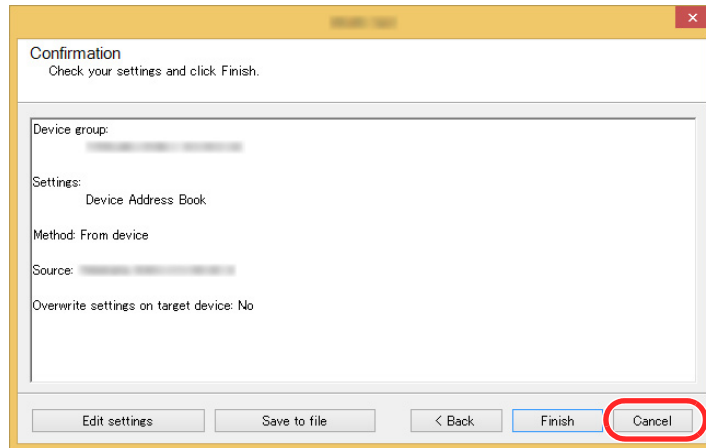 Confirmation
Check your settings and click Finish.
Device group:
Settings:
Device Address Book
Method: From device
Source:
Overwrite settings on target device: No
Edit settings
Save to file
< Back
Finish
Cancel